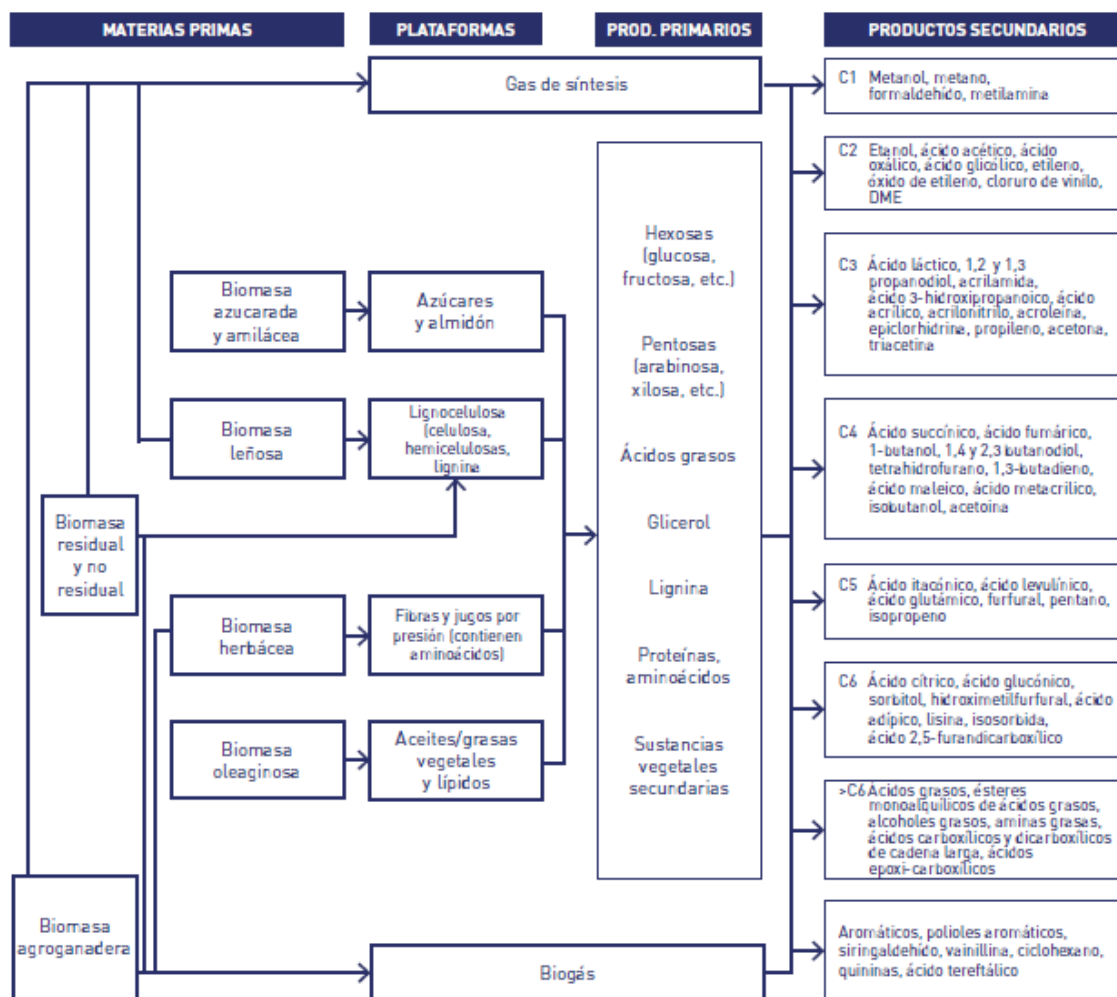 MATERIAS PRIMAS
PLATAFORMAS
PROD. PRIMARIOS
PRODUCTOS SECUNDARIOS
Gas de síntesis
Biomasa
azucarada
y amilácea
Azúcares
y almidón
Biomasa
leñosa
Lignocelulosa
(celulosa,
hemicelulosas,
lignina
Biomasa
residual
y no
residual
Biomasa
herbácea
Fibras y jugos por
presión (contienen
aminoácidos)
Biomasa
oleaginosa
Aceites/grasas
vegetales
y lípidos
Biomasa
agroganadera
Biogás
Hexosas
(glucosa,
fructosa, etc.)
Pentosas
(arabinosa,
xilosa, etc.)
Ácidos grasos
Glicerol
Lignina
Proteínas,
aminoácidos
Sustancias
vegetales
secundarias
C1 Metanol, metano,
formaldehído, metilamina
C2 Etanol, ácido acético, ácido
oxálico, ácido glicólico, etileno,
óxido de etileno, cloruro de vinilo,
DME
C3 Ácido láctico, 1,2 y 1,3
propanodiol, acrilamida,
ácido 3-hidroxipropanoico, ácido
acrílico, acrilonitrilo, acroleína,
epiclorhidrina, propileno, acetona,
triacetina
C4 Ácido succínico, ácido fumárico,
1-butanol, 1,4 y 2,3 butanodiol,
tetrahidrofurano, 1,3-butadieno,
ácido maleico, ácido metacrílico,
isobutanol, acetoina
C5 Ácido itacónico, ácido levulínico,
ácido glutámico, furfural, pentano,
isopropeno
C6 Ácido cítrico, ácido glucónico,
sorbitol, hidroximetilfurfural, ácido
adípico, lisina, isosorbida,
ácido 2,5-furandicarboxílico
>C6 Ácidos grasos, ésteres
monoalquílicos de ácidos grasos,
alcoholes grasos, aminas grasas,
ácidos carboxílicos y dicarboxílicos
de cadena larga, ácidos
epoxi-carboxílicos
Aromáticos, polioles aromáticos,
siringaldehído, vainillina, ciclohexano,
quininas, ácido tereftálico